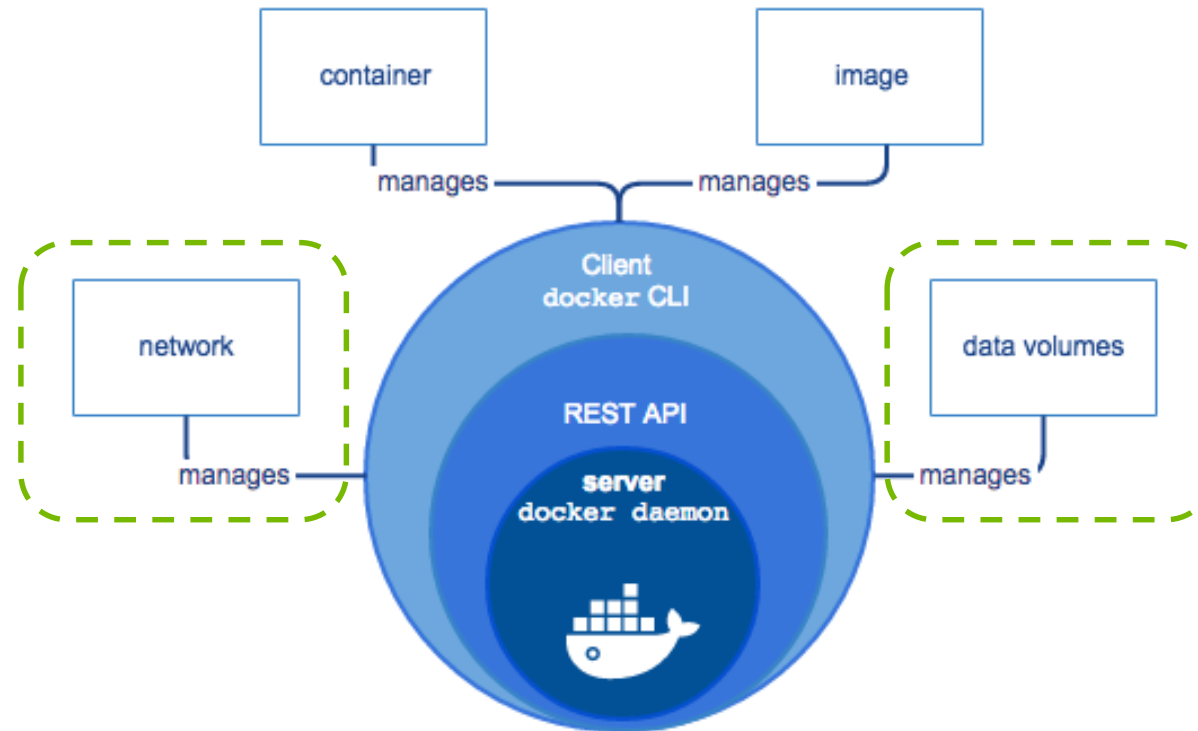 container
image
manages
manages
Client
docker CLI
network
data volumes
REST API
manages
manages
server
docker daemon